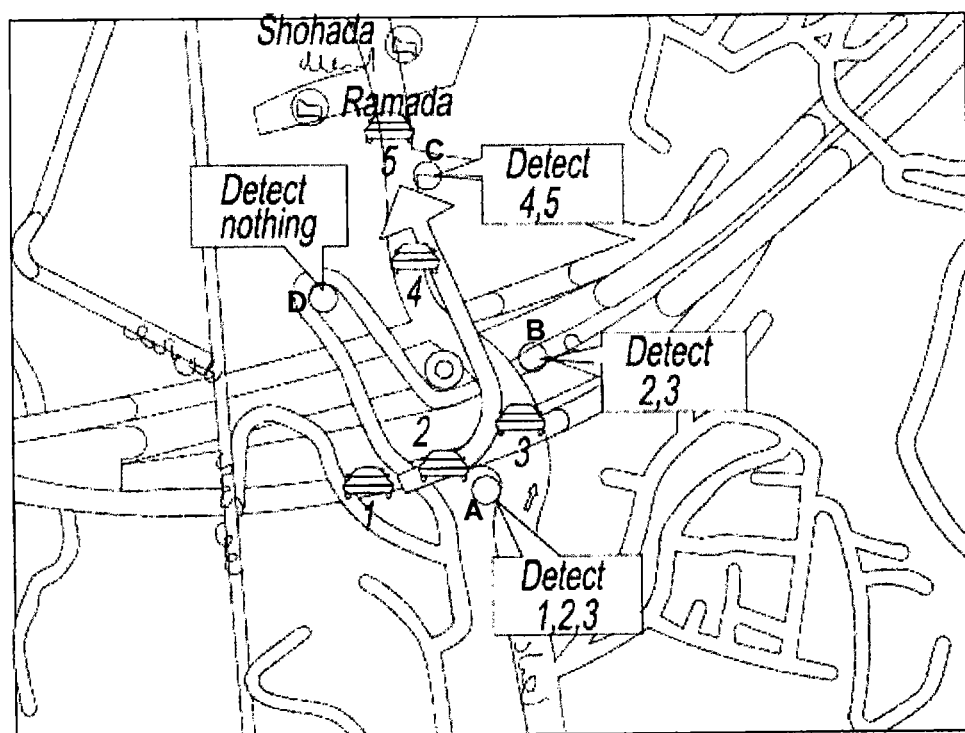 Shohada
Ramada
5
C
Detect
4,5
Detect
nothing
4
D
B
Detect
2,3
2
3
1
A
Detect
1,2,3